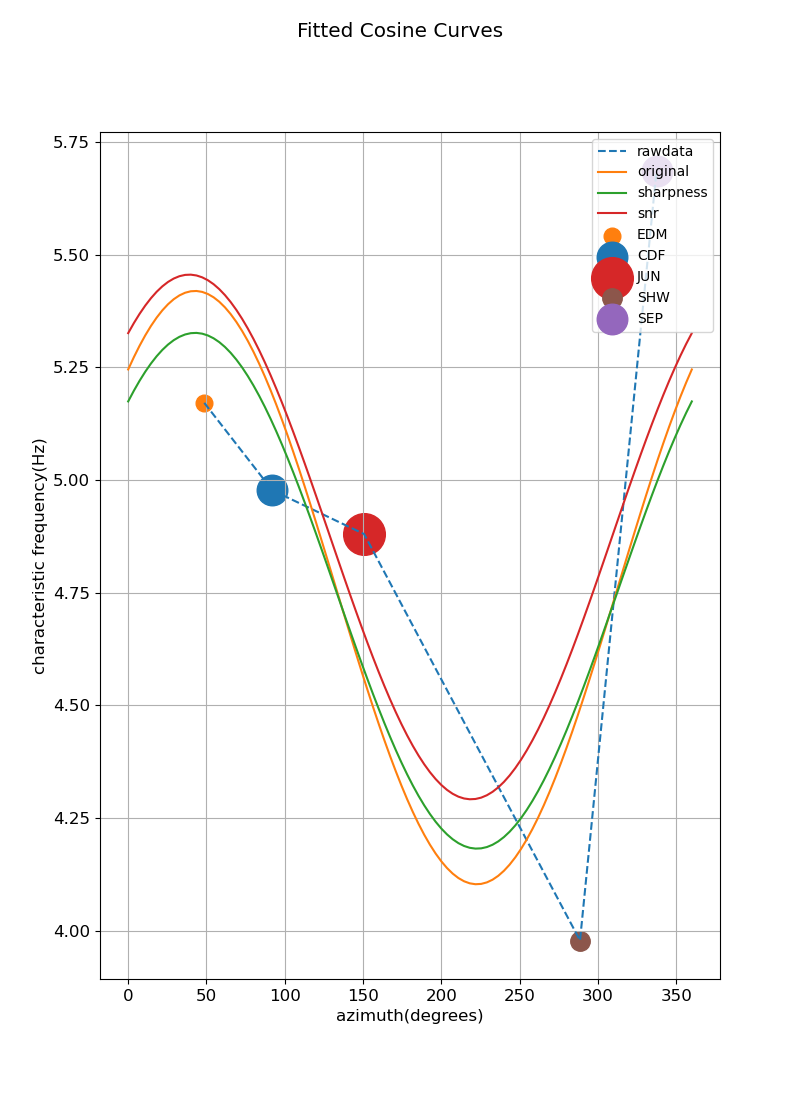 Fitted Cosine Curves
5.75
5.50
5.25
5.00
4.75
4.50
4.25
4.00
characteristic frequency(Hz)
0 50 100 150 200 250 300 350
azimuth(degrees)
rawdata
original
sharpness
snr
EDM
CDF
JUN
SHW
SEP